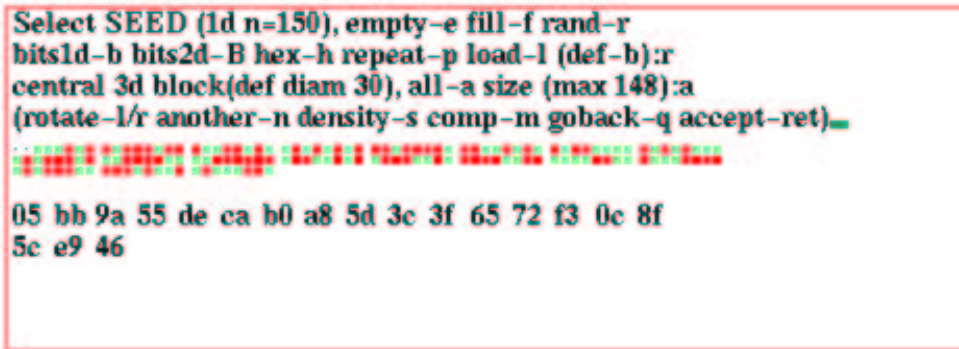 Select SEED (1d n=150), empty-e fill-f rand-r
bits1d-b bits2d-B hex-h repeat-p load-l (def-b):r
central 3d block(def diam 30), all-a size (max 148):a
(rotate-l/r another-n density-s comp-m goback-q accept-ret)
05 bb 9a 55 de ca b0 a8 5d 3c 3f 65 72 f3 0c 8f
5c e9 46